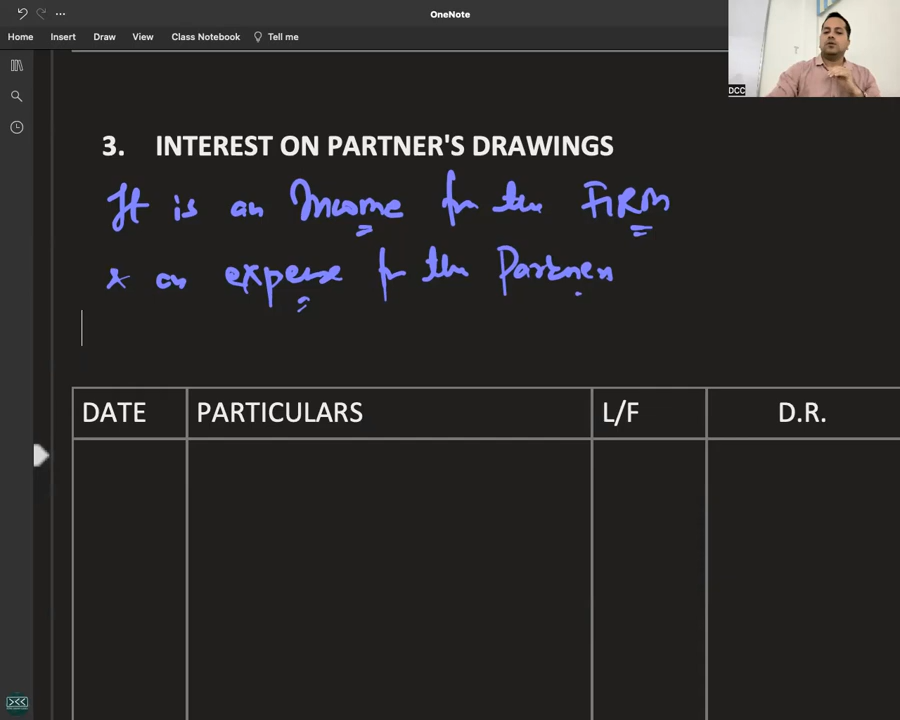 OneNote
Home Insert Draw View Class Notebook Tell me
DCC
3. INTEREST ON PARTNER'S DRAWINGS
It is an Income for the FIRM
& an expense for the Partner
DATE PARTICULARS L/F D.R.